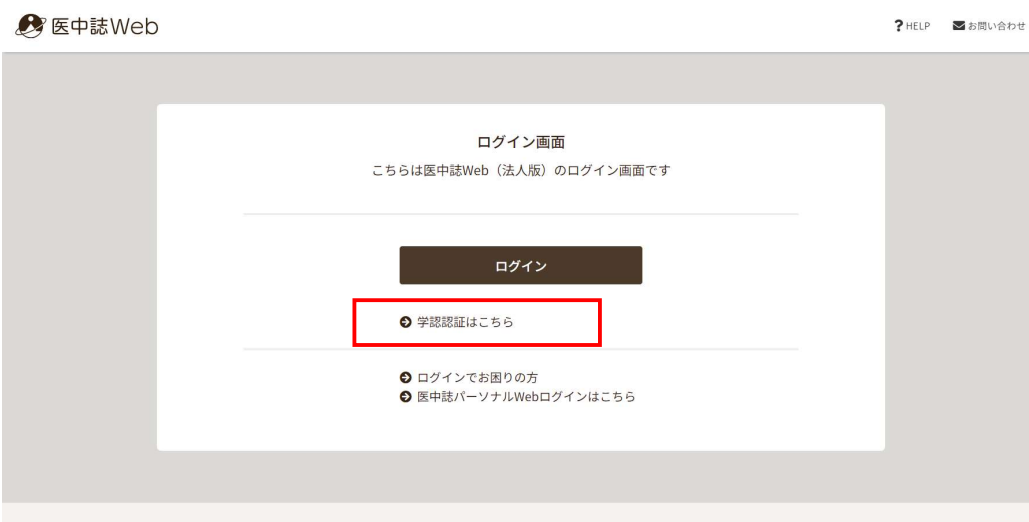 医中誌Web
? HELP お問い合わせ
ログイン画面
こちらは医中誌Web（法人版）のログイン画面です
ログイン
学認認証はこちら
ログインでお困りの方
医中誌パーソナルWebログインはこちら